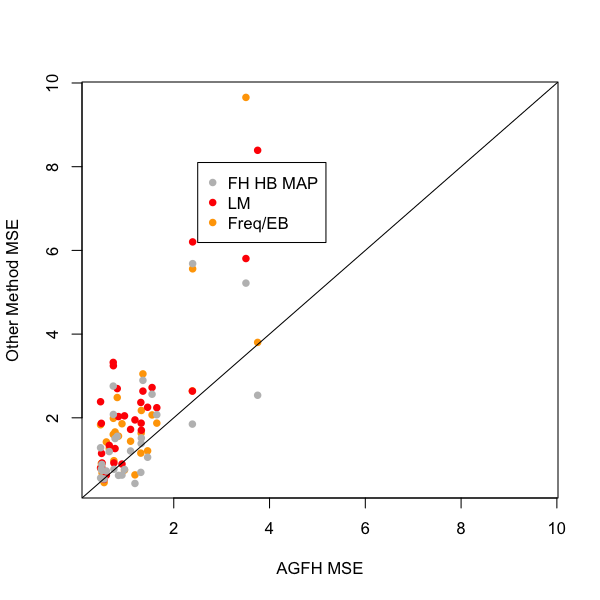 10
8
6
4
2
Other Method MSE
FH HB MAP
LM
Freq/EB
2 4 6 8 10
AGFH MSE